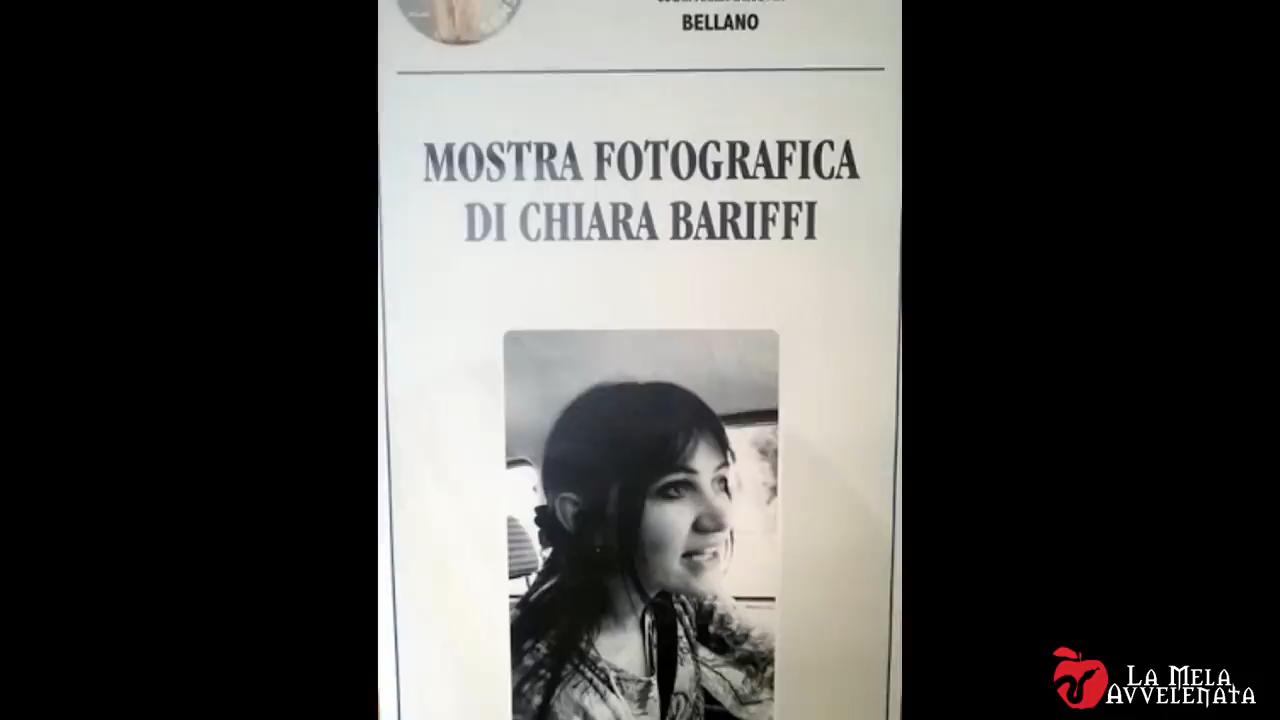 BELLANO
MOSTRA FOTOGRAFICA
DI CHIARA BARIFFI
LA MELA
AVVELENATA